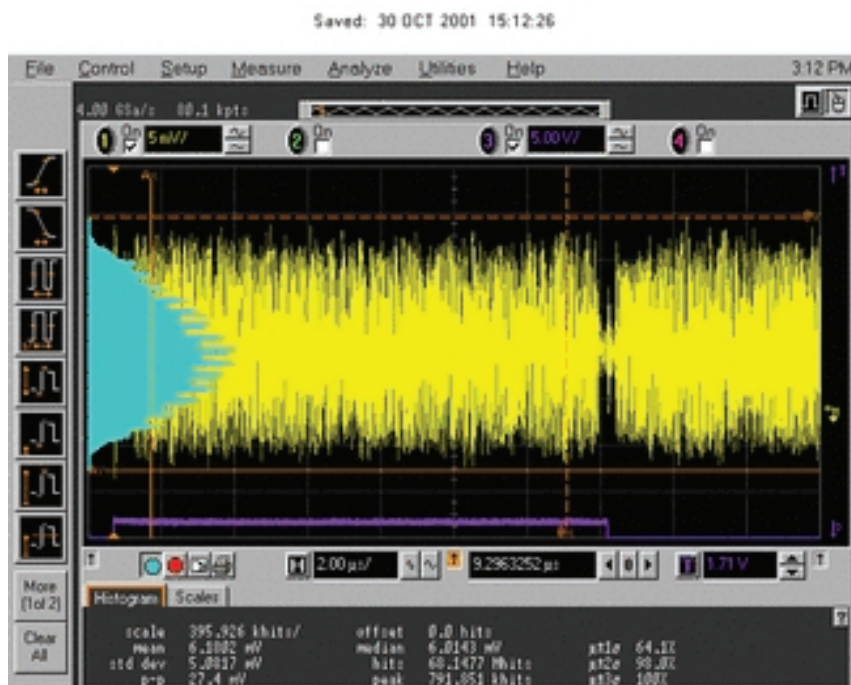 Saved: 30 OCT 2001 15:12:26
File Control Setup Measure Analyze Utilities Help 3:12 PM
4.00 GSa/s 80.1 kpts
1 On 5 mV/ 2 On 3 On 5.00 V/ 4 On
H 2.00 µs/ T 9.2963252 µs T 1.71 V
More
(1of 2)
Clear
All
Histogram Scales
?
scale 395.926 khits/ offset 0.0 hits
mean 6.1802 mV median 6.0143 mV µ±1σ 64.1%
std dev 5.0817 mV hits 68.1477 Mhits µ±2σ 98.0%
p-p 27.4 mV peak 791.851 khits µ±3σ 100%